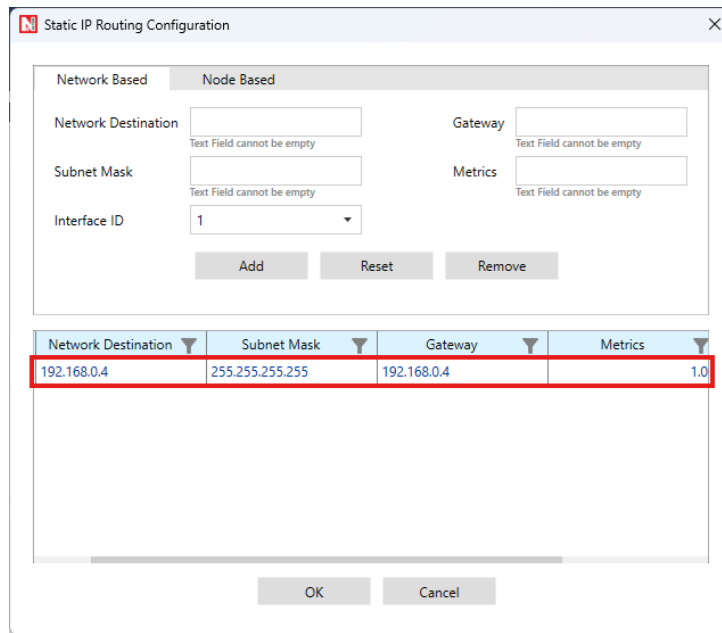 Static IP Routing Configuration
Network Based Node Based
Network Destination Gateway
Text Field cannot be empty Text Field cannot be empty
Subnet Mask Metrics
Text Field cannot be empty Text Field cannot be empty
Interface ID 1
Add Reset Remove
Network Destination Subnet Mask Gateway Metrics
192.168.0.4 255.255.255.255 192.168.0.4 1.0
OK Cancel